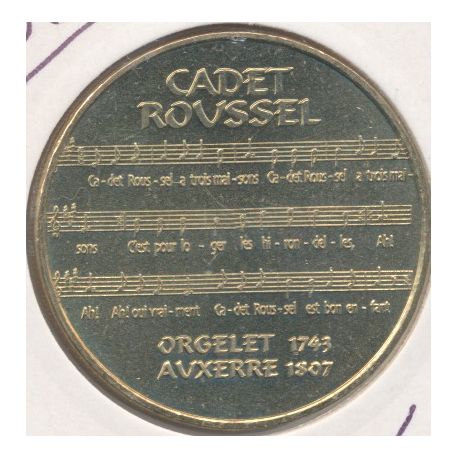 CADET
ROUSSEL
Ca-det Rous-sel a trois mai-sons Ca-det Rous-sel a trois mai-
sons C'est pour lo-ger les hi-ron-del-les, Ah!
Ah! Ah! oui vrai-ment Ca-det Rous-sel est bon en-fant
ORGELET 1743
AUXERRE 1807